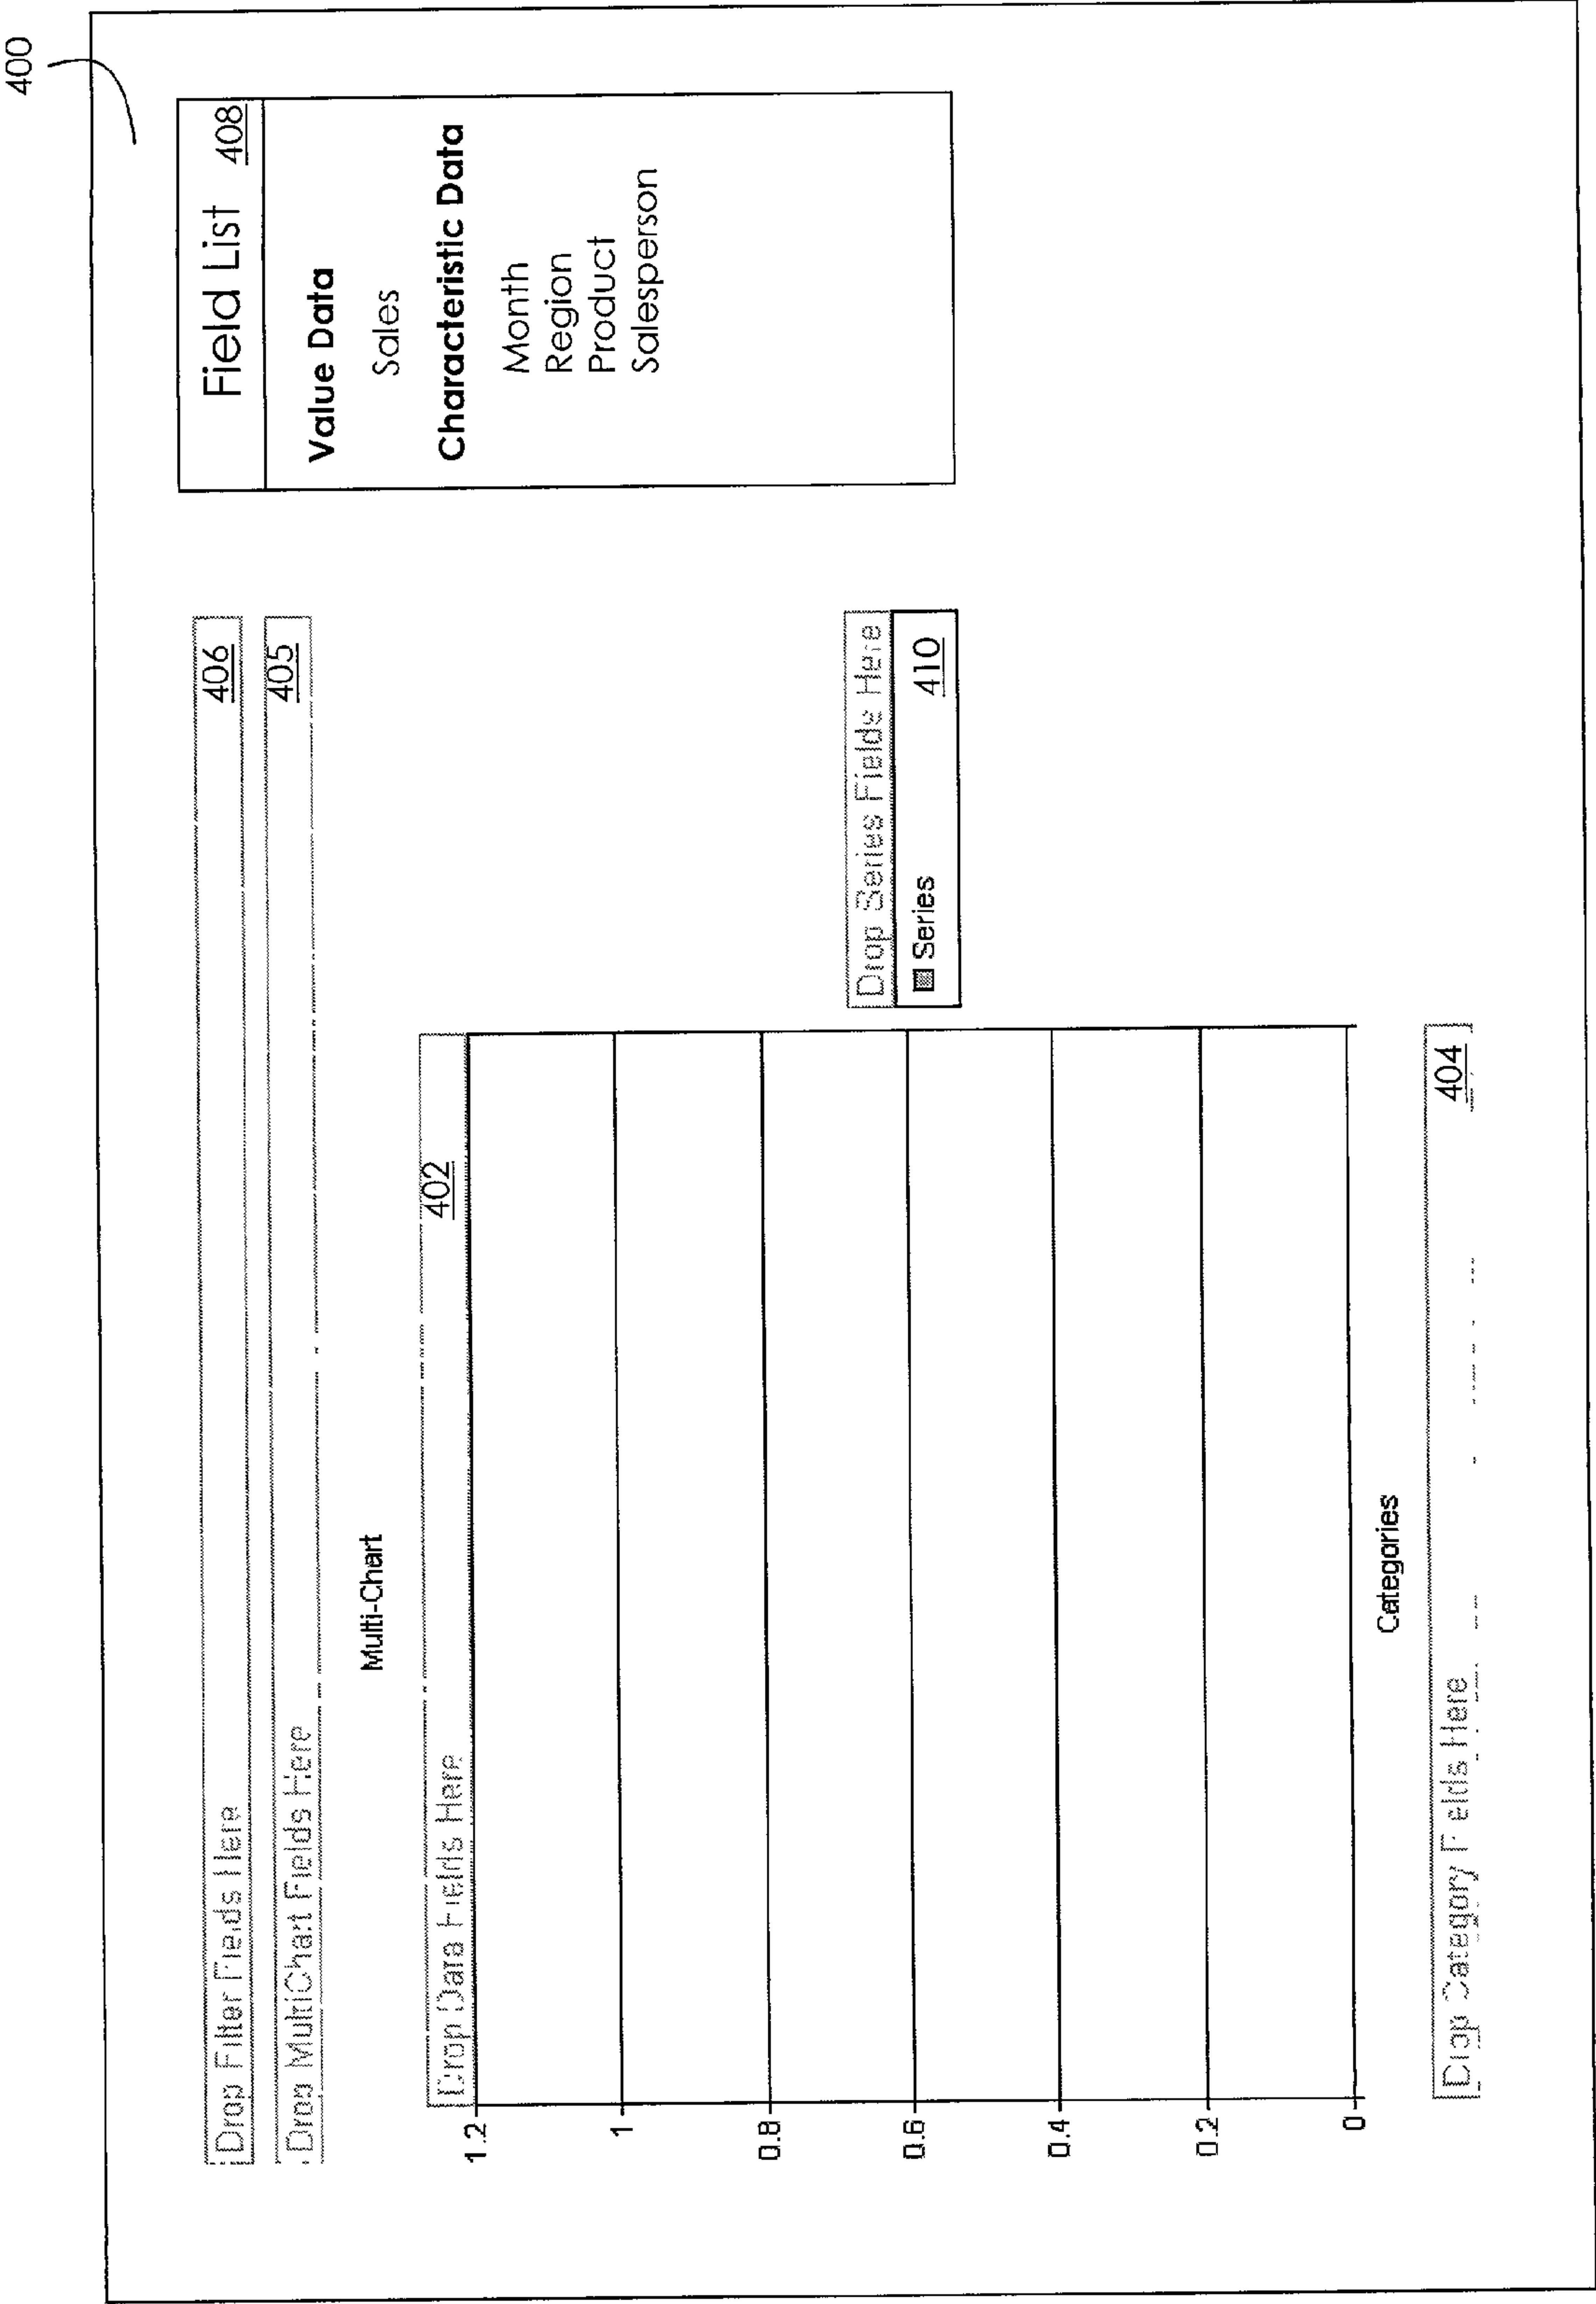 400
Drop Filter Fields Here 406
Drop MultiChart Fields Here 405
Field List 408
Value Data
Sales
Characteristic Data
Month
Region
Product
Salesperson
Multi-Chart
Drop Data Fields Here 402
1.2
1
0.8
0.6
0.4
0.2
0
Drop Series Fields Here
Series 410
Categories
Drop Category Fields Here 404